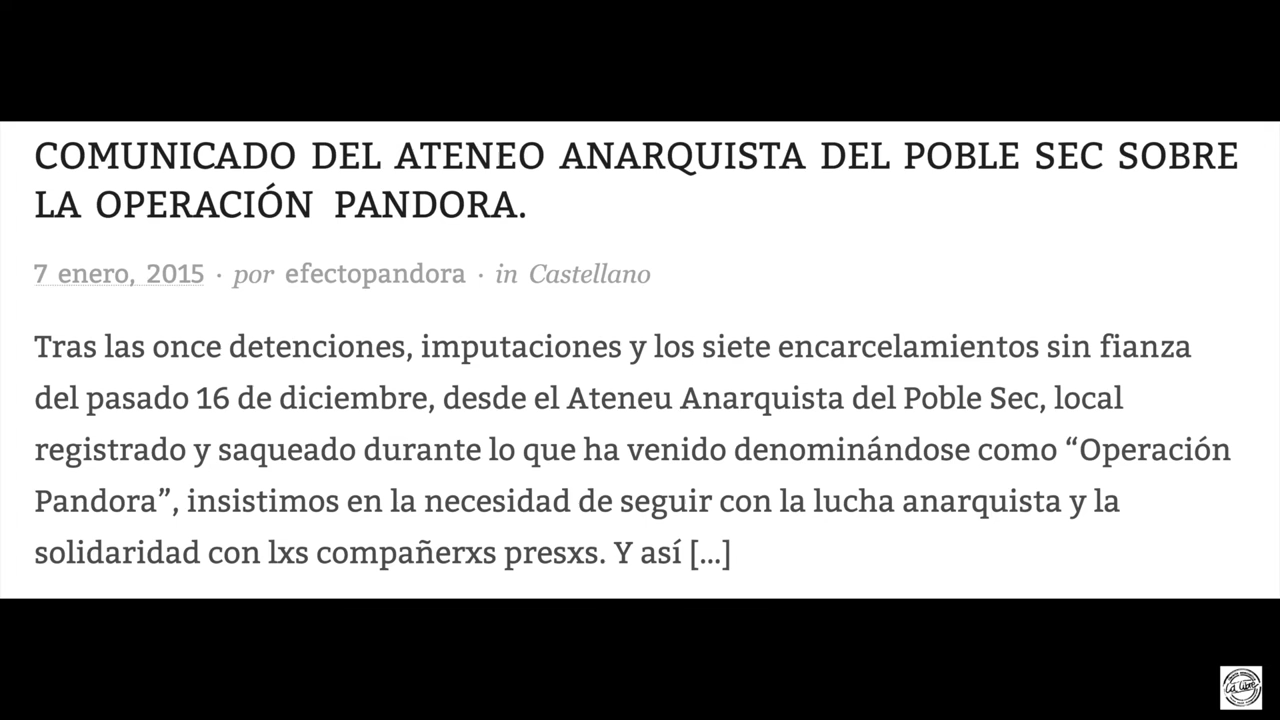 COMUNICADO DEL ATENEO ANARQUISTA DEL POBLE SEC SOBRE
LA OPERACIÓN PANDORA.
7 enero, 2015 · por efectopandora · in Castellano
Tras las once detenciones, imputaciones y los siete encarcelamientos sin fianza
del pasado 16 de diciembre, desde el Ateneu Anarquista del Poble Sec, local
registrado y saqueado durante lo que ha venido denominándose como “Operación
Pandora”, insistimos en la necesidad de seguir con la lucha anarquista y la
solidaridad con lxs compañerxs presxs. Y así [...]